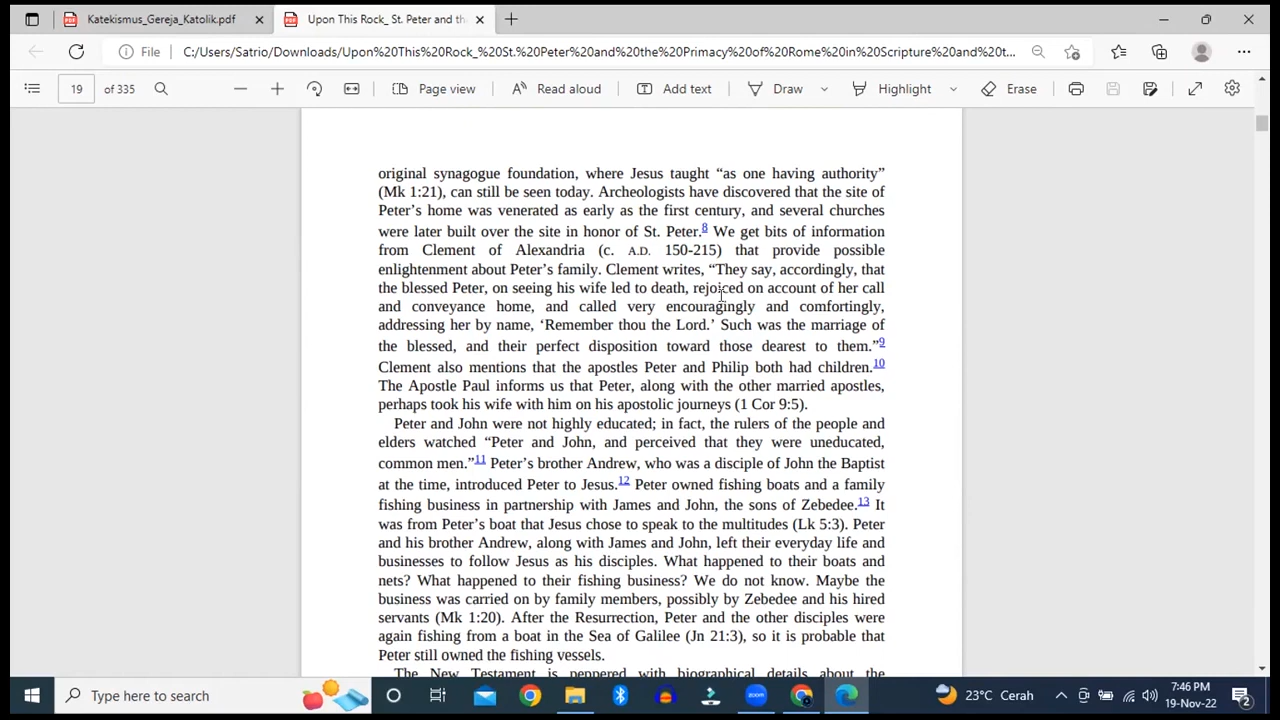 Katekismus_Gereja_Katolik.pdf
Upon This Rock_ St. Peter and th
File
C:/Users/Satrio/Downloads/Upon%20This%20Rock_%20St.%20Peter%20and%20the%20Primacy%20of%20Rome%20in%20Scripture%20and%20t...
19 of 335
Page view
Read aloud
Add text
Draw
Highlight
Erase
original synagogue foundation, where Jesus taught “as one having authority”
(Mk 1:21), can still be seen today. Archeologists have discovered that the site of
Peter’s home was venerated as early as the first century, and several churches
were later built over the site in honor of St. Peter.8 We get bits of information
from Clement of Alexandria (c. A.D. 150-215) that provide possible
enlightenment about Peter’s family. Clement writes, “They say, accordingly, that
the blessed Peter, on seeing his wife led to death, rejoiced on account of her call
and conveyance home, and called very encouragingly and comfortingly,
addressing her by name, ‘Remember thou the Lord.’ Such was the marriage of
the blessed, and their perfect disposition toward those dearest to them.”9
Clement also mentions that the apostles Peter and Philip both had children.10
The Apostle Paul informs us that Peter, along with the other married apostles,
perhaps took his wife with him on his apostolic journeys (1 Cor 9:5).
Peter and John were not highly educated; in fact, the rulers of the people and
elders watched “Peter and John, and perceived that they were uneducated,
common men.”11 Peter’s brother Andrew, who was a disciple of John the Baptist
at the time, introduced Peter to Jesus.12 Peter owned fishing boats and a family
fishing business in partnership with James and John, the sons of Zebedee.13 It
was from Peter’s boat that Jesus chose to speak to the multitudes (Lk 5:3). Peter
and his brother Andrew, along with James and John, left their everyday life and
businesses to follow Jesus as his disciples. What happened to their boats and
nets? What happened to their fishing business? We do not know. Maybe the
business was carried on by family members, possibly by Zebedee and his hired
servants (Mk 1:20). After the Resurrection, Peter and the other disciples were
again fishing from a boat in the Sea of Galilee (Jn 21:3), so it is probable that
Peter still owned the fishing vessels.
The New Testament is peppered with biographical details about the
Type here to search
zoom
23°C Cerah
7:46 PM
19-Nov-22
2